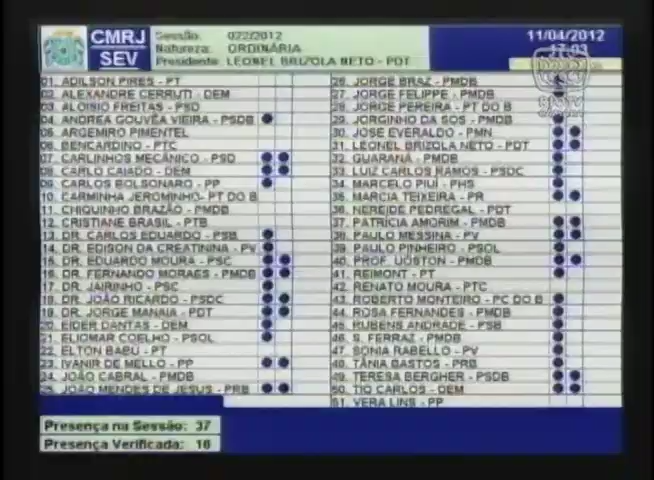 CMRJ
SEV
Sessão: 022/2012
Natureza: ORDINÁRIA
Presidente: LEONEL BRIZOLA NETO - PDT
11/04/2012
17:03
01. ADILSON PIRES - PT
02. ALEXANDRE CERRUTI - DEM
03. ALOISIO FREITAS - PSD
04. ANDREA GOUVÊA VIEIRA - PSDB
05. ARGEMIRO PIMENTEL
06. BENCARDINO - PTC
07. CARLINHOS MECÂNICO - PSD
08. CARLO CAIADO - DEM
09. CARLOS BOLSONARO - PP
10. CARMINHA JEROMINHO- PT DO B
11. CHIQUINHO BRAZÃO - PMDB
12. CRISTIANE BRASIL - PTB
13. DR. CARLOS EDUARDO - PSB
14. DR. EDISON DA CREATININA - PV
15. DR. EDUARDO MOURA - PSC
16. DR. FERNANDO MORAES - PMDB
17. DR. JAIRINHO - PSC
18. DR. JOÃO RICARDO - PSDC
19. DR. JORGE MANAIA - PDT
20. EIDER DANTAS - DEM
21. ELIOMAR COELHO - PSOL
22. ELTON BABÚ - PT
23. IVANIR DE MELLO - PP
24. JOÃO CABRAL - PMDB
25. JOÃO MENDES DE JESUS - PRB
26. JORGE BRAZ - PMDB
27. JORGE FELIPPE - PMDB
28. JORGE PEREIRA - PT DO B
29. JORGINHO DA SOS - PMDB
30. JOSÉ EVERALDO - PMN
31. LEONEL BRIZOLA NETO - PDT
32. GUARANÁ - PMDB
33. LUIZ CARLOS RAMOS - PSDC
34. MARCELO PIUÍ - PHS
35. MARCIA TEIXEIRA - PR
36. NEREIDE PEDREGAL - PDT
37. PATRÍCIA AMORIM - PMDB
38. PAULO MESSINA - PV
39. PAULO PINHEIRO - PSOL
40. PROF. UÓSTON - PMDB
41. REIMONT - PT
42. RENATO MOURA - PTC
43. ROBERTO MONTEIRO - PC DO B
44. ROSA FERNANDES - PMDB
45. RUBENS ANDRADE - PSB
46. S. FERRAZ - PMDB
47. SONIA RABELLO - PV
48. TÂNIA BASTOS - PRB
49. TERESA BERGHER - PSDB
50. TIO CARLOS - DEM
51. VERA LINS - PP
Presença na Sessão: 37
Presença Verificada: 16